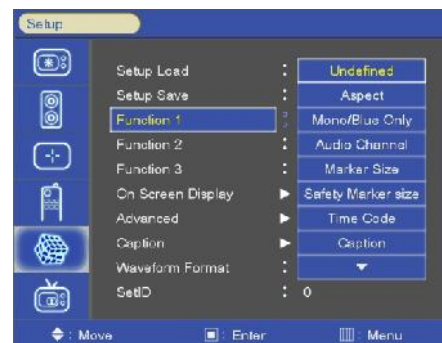 Setup
Setup Load : Undefined
Setup Save : Aspect
Function 1 : Mono/Blue Only
Function 2 : Audio Channel
Function 3 : Marker Size
On Screen Display Safety Marker size
Advanced Time Code
Caption Caption
Waveform Format :
SetID : 0
: Move : Enter : Menu